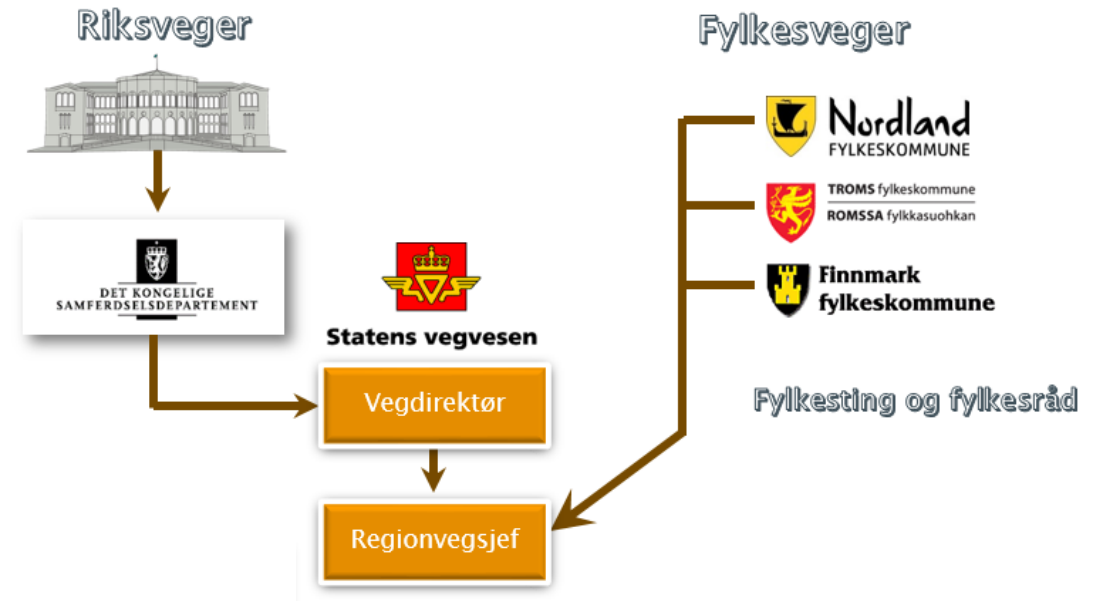 Riksveger
Fylkesveger
Nordland
FYLKESKOMMUNE
TROMS fylkeskommune
ROMSSA fylkkasuohkan
DET KONGELIGE
SAMFERDSELSDEPARTEMENT
Finnmark
fylkeskommune
Statens vegvesen
Vegdirektør
Fylkesting og fylkesråd
Regionvegsjef